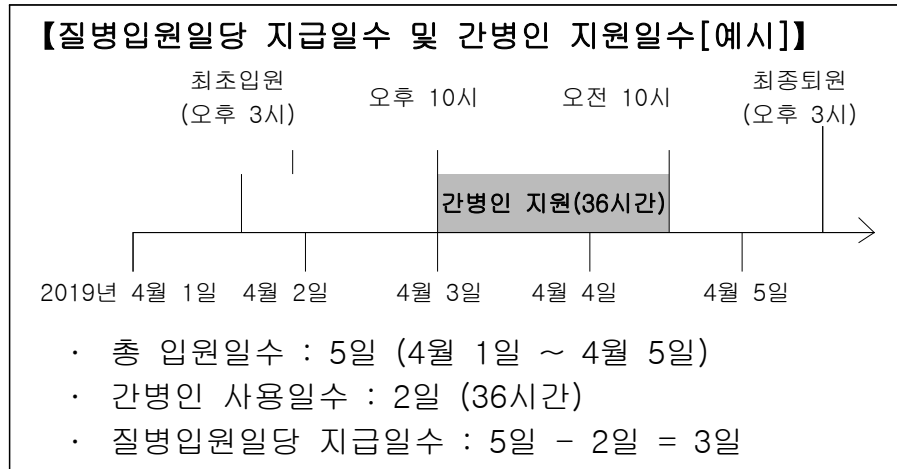 【질병입원일당 지급일수 및 간병인 지원일수[예시]】
최초입원 최종퇴원
(오후 3시) 오후 10시 오전 10시 (오후 3시)
간병인 지원(36시간)
2019년 4월 1일 4월 2일 4월 3일 4월 4일 4월 5일
· 총 입원일수 : 5일 (4월 1일 ~ 4월 5일)
· 간병인 사용일수 : 2일 (36시간)
· 질병입원일당 지급일수 : 5일 - 2일 = 3일